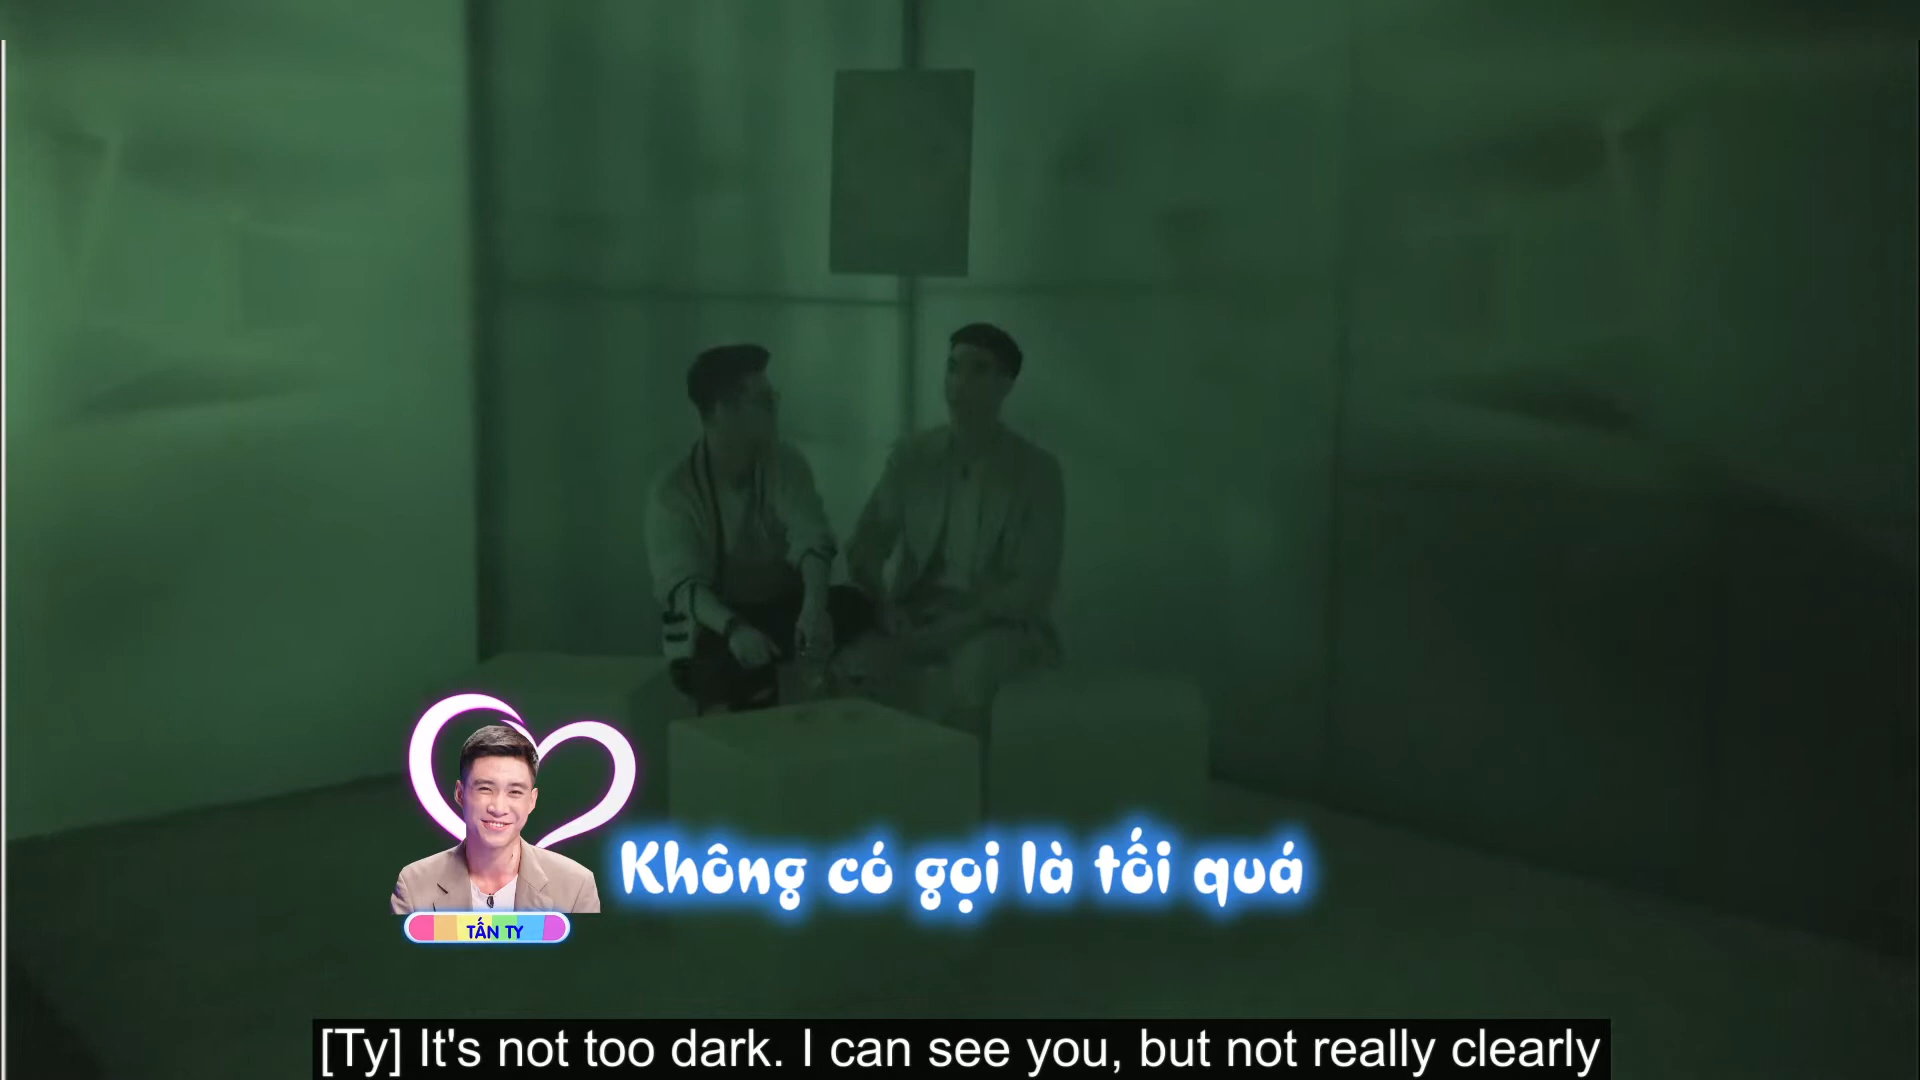 Không có gọi là tối quá
TẤN TY
[Ty] It's not too dark. I can see you, but not really clearly